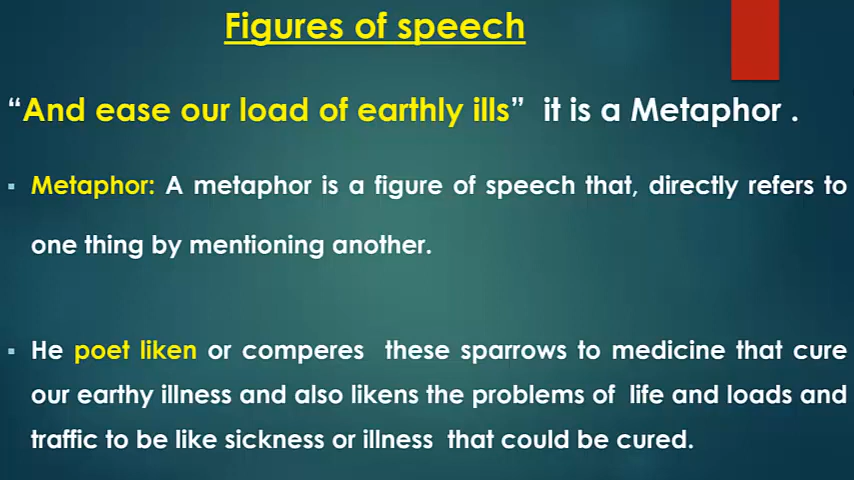 Figures of speech
“And ease our load of earthly ills” it is a Metaphor .
▪ Metaphor: A metaphor is a figure of speech that, directly refers to
one thing by mentioning another.
▪ He poet liken or comperes these sparrows to medicine that cure
our earthy illness and also likens the problems of life and loads and
traffic to be like sickness or illness that could be cured.